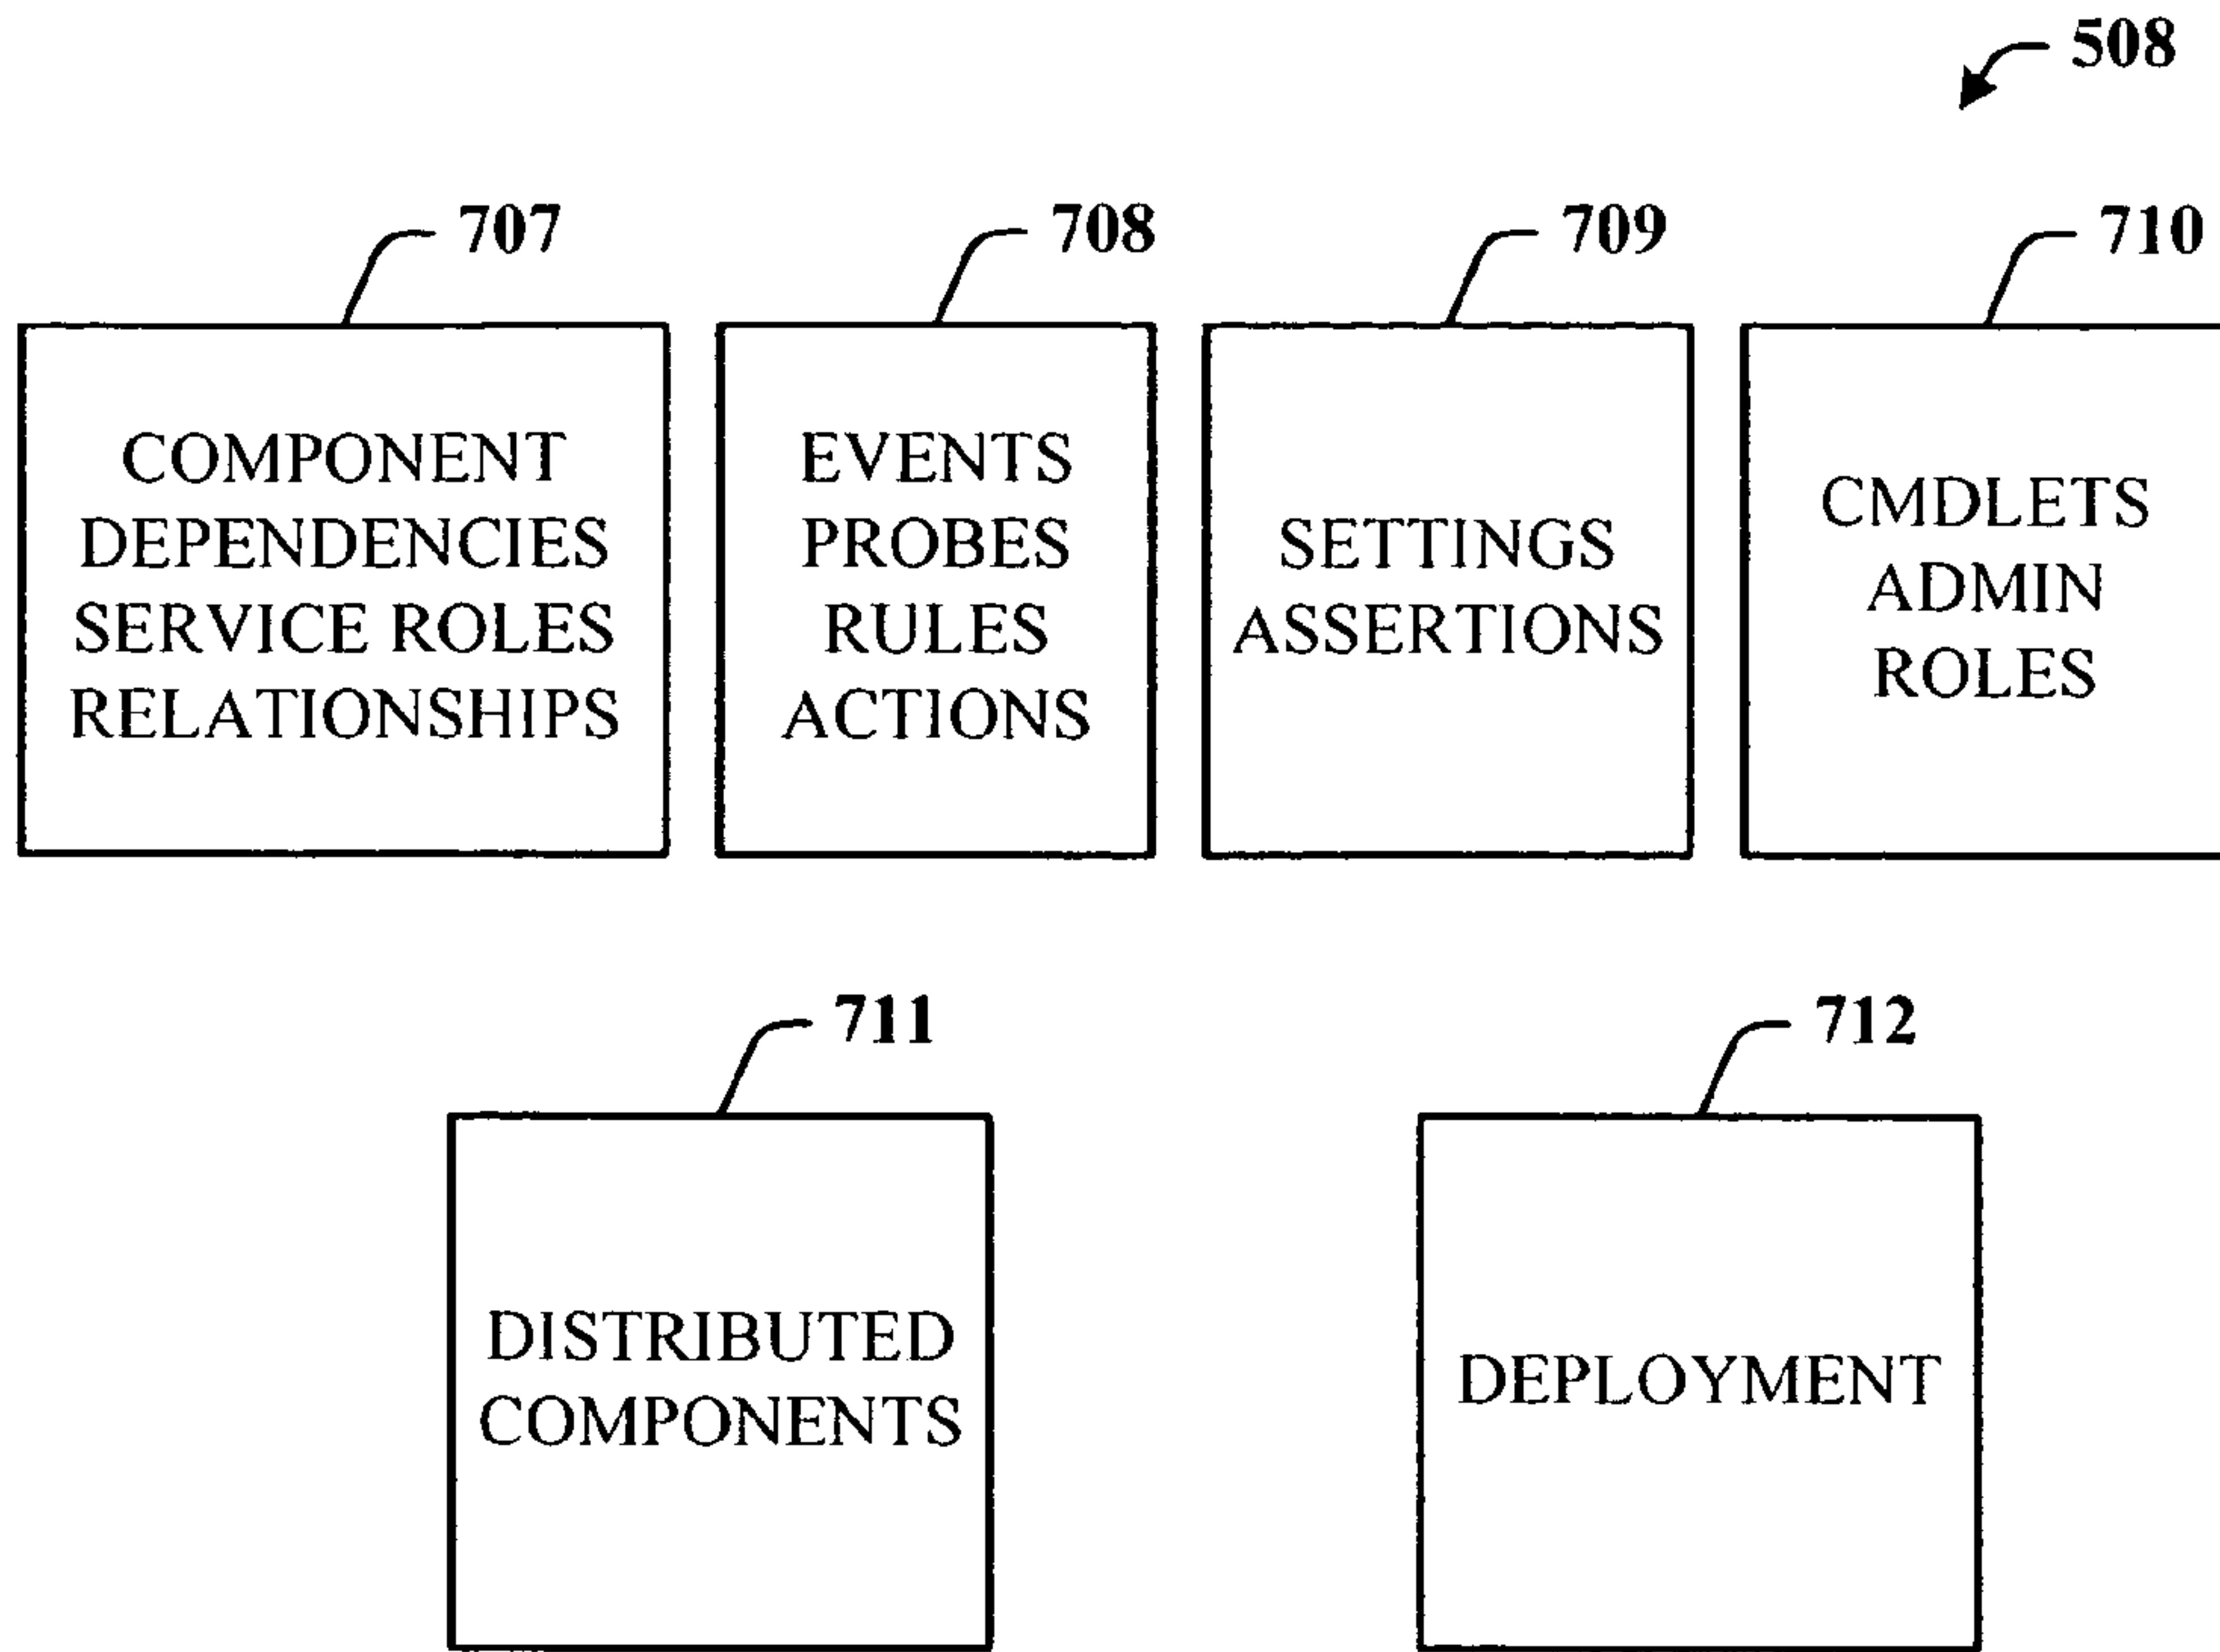 508
707
708
709
710
COMPONENT
DEPENDENCIES
SERVICE ROLES
RELATIONSHIPS
EVENTS
PROBES
RULES
ACTIONS
SETTINGS
ASSERTIONS
CMDLETS
ADMIN
ROLES
711
712
DISTRIBUTED
COMPONENTS
DEPLOYMENT